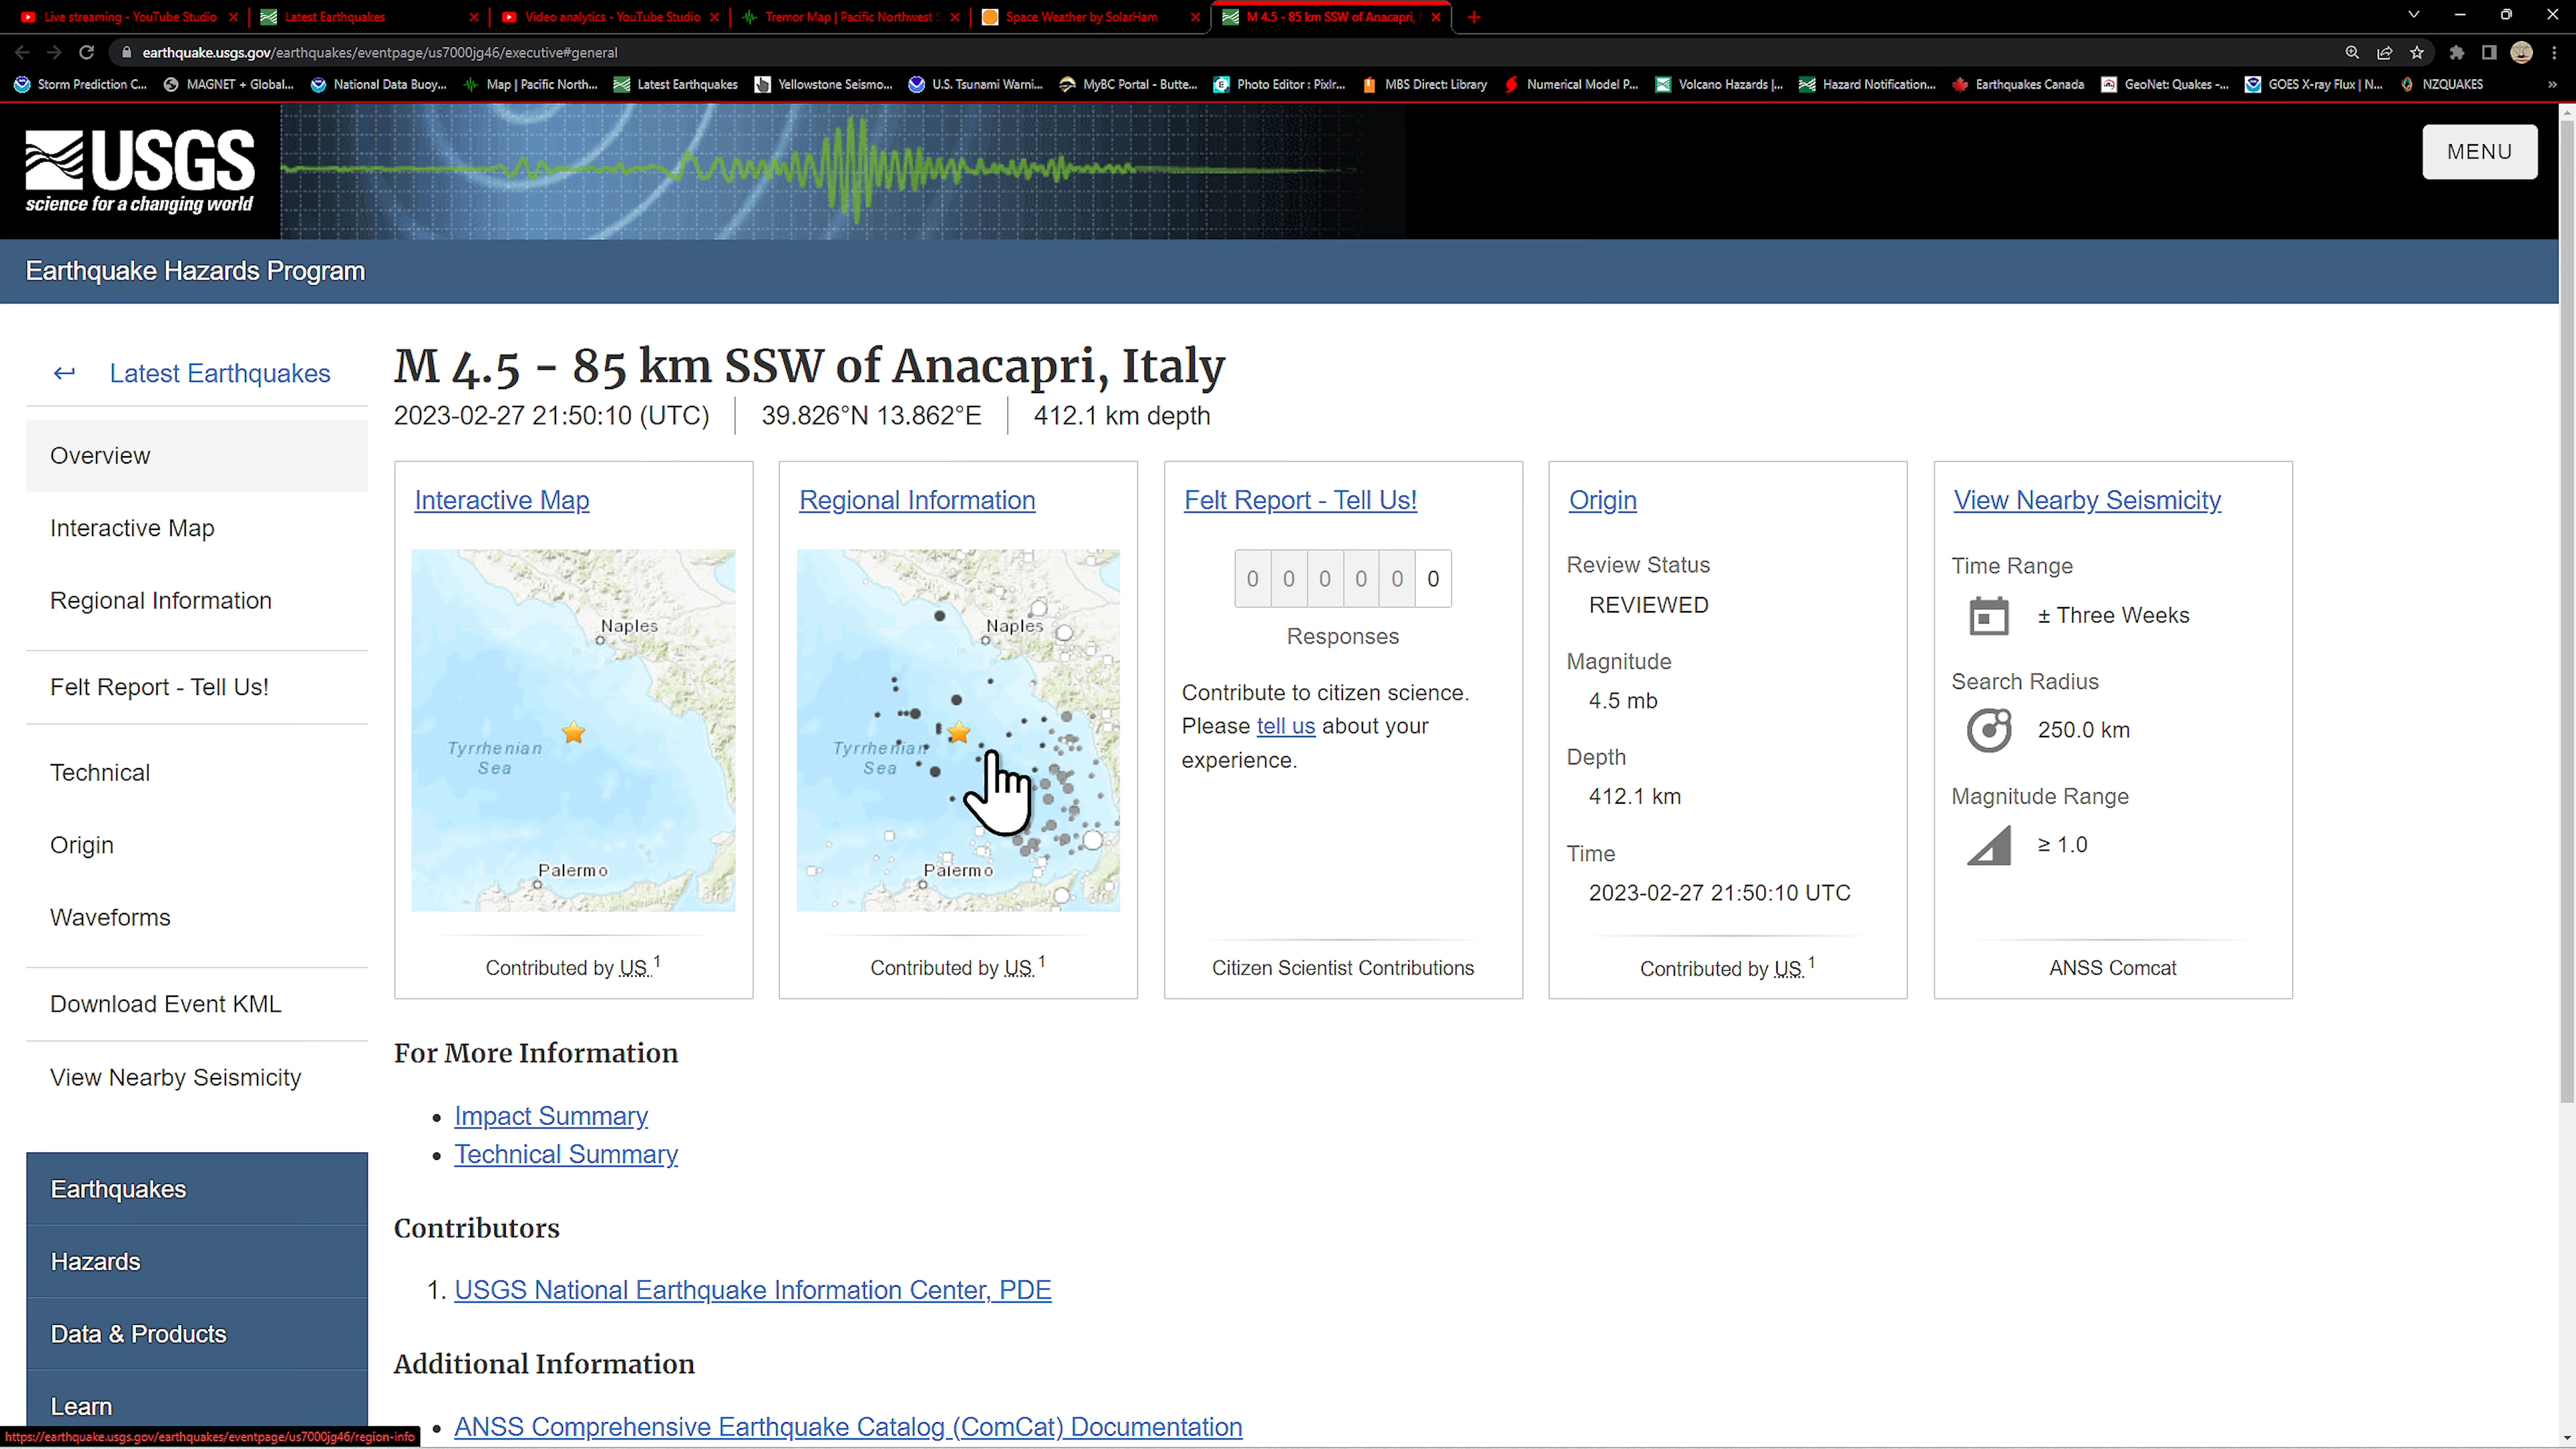 Live streaming - YouTube Studio
Latest Earthquakes
Video analytics - YouTube Studio
Tremor Map | Pacific Northwest
Space Weather by SolarHam
M 4.5 - 85 km SSW of Anacapri,
earthquake.usgs.gov/earthquakes/eventpage/us7000jg46/executive#general
Storm Prediction C...
MAGNET + Global...
National Data Buoy...
Map | Pacific North...
Latest Earthquakes
Yellowstone Seismo...
U.S. Tsunami Warni...
MyBC Portal - Butte...
Photo Editor : Pixlr...
MBS Direct: Library
Numerical Model P...
Volcano Hazards |...
Hazard Notification...
Earthquakes Canada
GeoNet: Quakes -...
GOES X-ray Flux | N...
NZQUAKES
USGS
science for a changing world
MENU
Earthquake Hazards Program
Latest Earthquakes
Overview
Interactive Map
Regional Information
Felt Report - Tell Us!
Technical
Origin
Waveforms
Download Event KML
View Nearby Seismicity
Earthquakes
Hazards
Data & Products
Learn
M 4.5 - 85 km SSW of Anacapri, Italy
2023-02-27 21:50:10 (UTC)
39.826°N 13.862°E
412.1 km depth
Interactive Map
Naples
Tyrrhenian
Sea
Palermo
Contributed by US 1
Regional Information
Naples
Tyrrhenian
Sea
Palermo
Contributed by US 1
Felt Report - Tell Us!
0 0 0 0 0 0
Responses
Contribute to citizen science.
Please tell us about your
experience.
Citizen Scientist Contributions
Origin
Review Status
REVIEWED
Magnitude
4.5 mb
Depth
412.1 km
Time
2023-02-27 21:50:10 UTC
Contributed by US 1
View Nearby Seismicity
Time Range
± Three Weeks
Search Radius
250.0 km
Magnitude Range
≥ 1.0
ANSS Comcat
For More Information
• Impact Summary
• Technical Summary
Contributors
1. USGS National Earthquake Information Center, PDE
Additional Information
• ANSS Comprehensive Earthquake Catalog (ComCat) Documentation
https://earthquake.usgs.gov/earthquakes/eventpage/us7000jg46/region-info